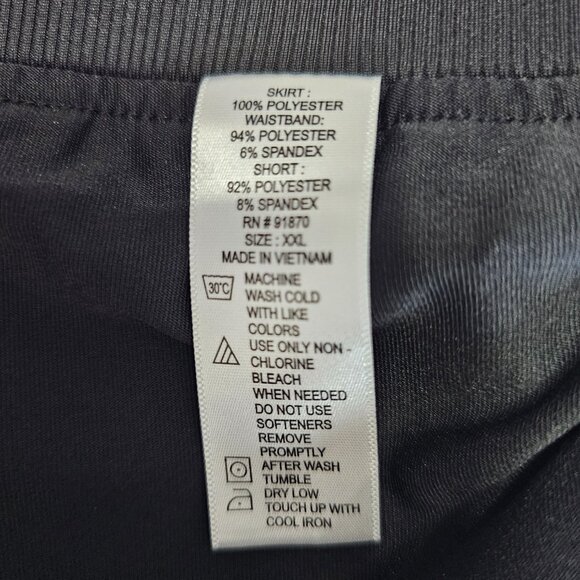 SKIRT :
100% POLYESTER
WAISTBAND:
94% POLYESTER
6% SPANDEX
SHORT :
92% POLYESTER
8% SPANDEX
RN # 91870
SIZE : XXL
MADE IN VIETNAM
30°C MACHINE
WASH COLD
WITH LIKE
COLORS
USE ONLY NON -
CHLORINE
BLEACH
WHEN NEEDED
DO NOT USE
SOFTENERS
REMOVE
PROMPTLY
AFTER WASH
TUMBLE
DRY LOW
TOUCH UP WITH
COOL IRON